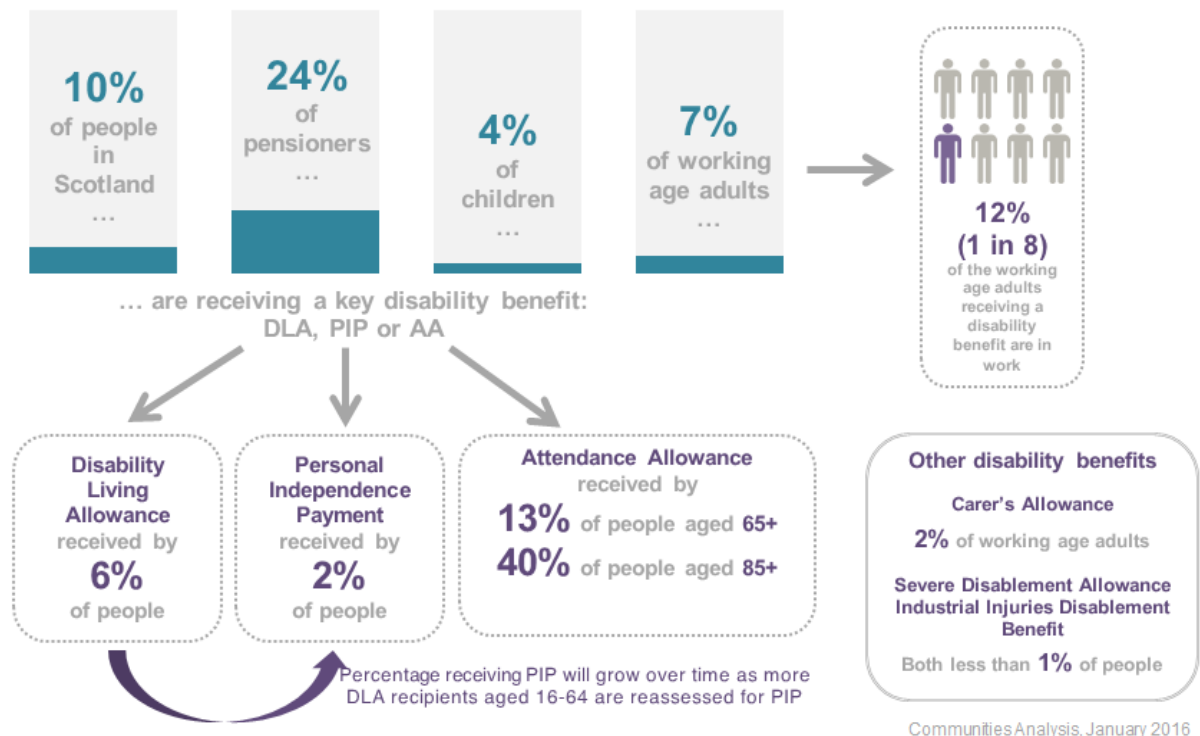 10%
of people
in
Scotland
...
24%
of
pensioners
...
4%
of
children
...
7%
of working
age adults
...
12%
(1 in 8)
of the working
age adults
receiving a
disability
benefit are in
work
... are receiving a key disability benefit:
DLA, PIP or AA
Disability
Living
Allowance
received by
6%
of people
Personal
Independence
Payment
received by
2%
of people
Attendance Allowance
received by
13% of people aged 65+
40% of people aged 85+
Other disability benefits
Carer's Allowance
2% of working age adults
Severe Disablement Allowance
Industrial Injuries Disablement
Benefit
Both less than 1% of people
Percentage receiving PIP will grow over time as more
DLA recipients aged 16-64 are reassessed for PIP
Communities Analysis, January 2016